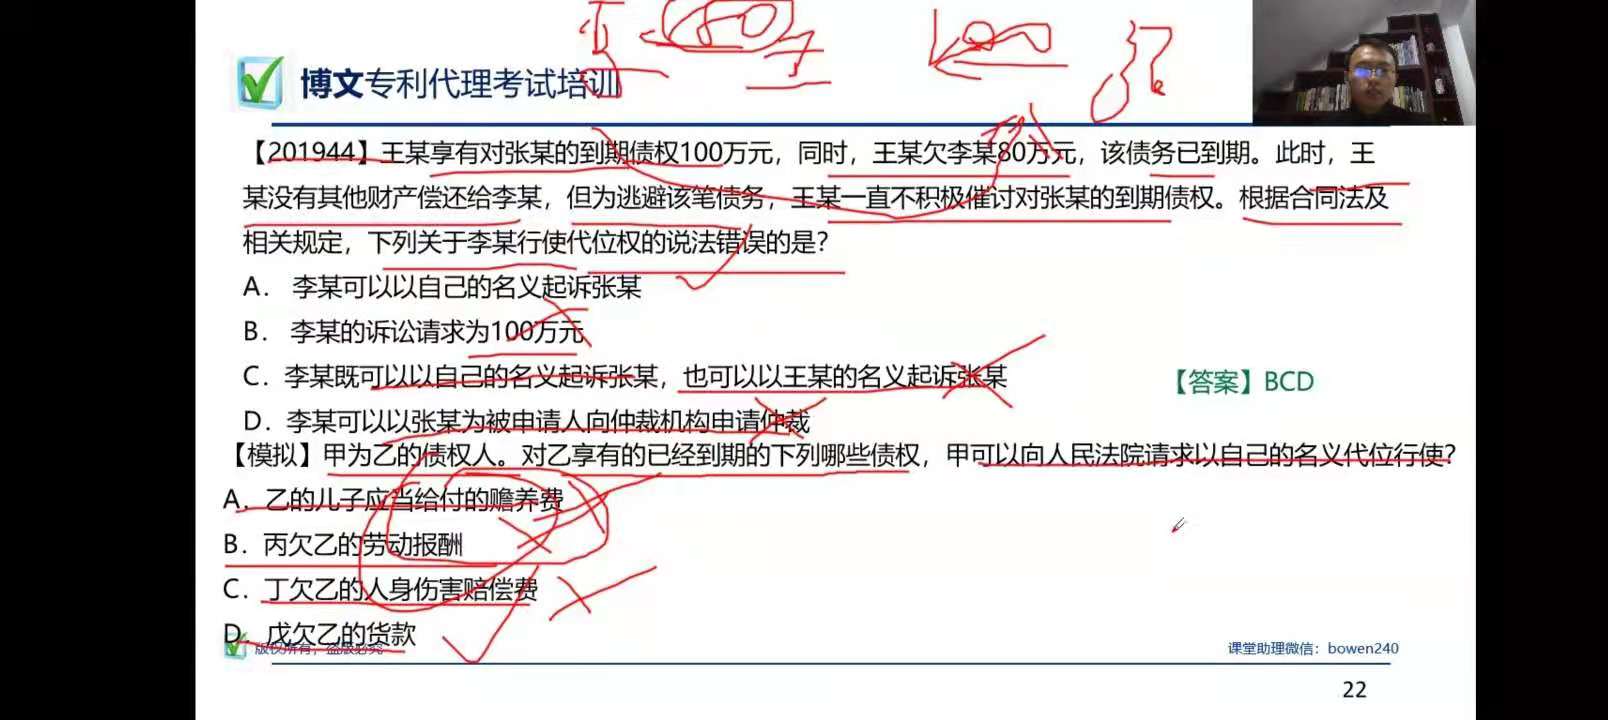 博文专利代理考试培训
【201944】王某享有对张某的到期债权100万元，同时，王某欠李某80万元，该债务已到期。此时，王
某没有其他财产偿还给李某，但为逃避该笔债务，王某一直不积极催讨对张某的到期债权。根据合同法及
相关规定，下列关于李某行使代位权的说法错误的是？
A． 李某可以以自己的名义起诉张某
B． 李某的诉讼请求为100万元
C．李某既可以以自己的名义起诉张某，也可以以王某的名义起诉张某
【答案】BCD
D．李某可以以张某为被申请人向仲裁机构申请仲裁
【模拟】甲为乙的债权人。对乙享有的已经到期的下列哪些债权，甲可以向人民法院请求以自己的名义代位行使？
A．乙的儿子应当给付的赡养费
B．丙欠乙的劳动报酬
C．丁欠乙的人身伤害赔偿费
D．戊欠乙的货款
版权所有，盗版必究
课堂助理微信：bowen240
22